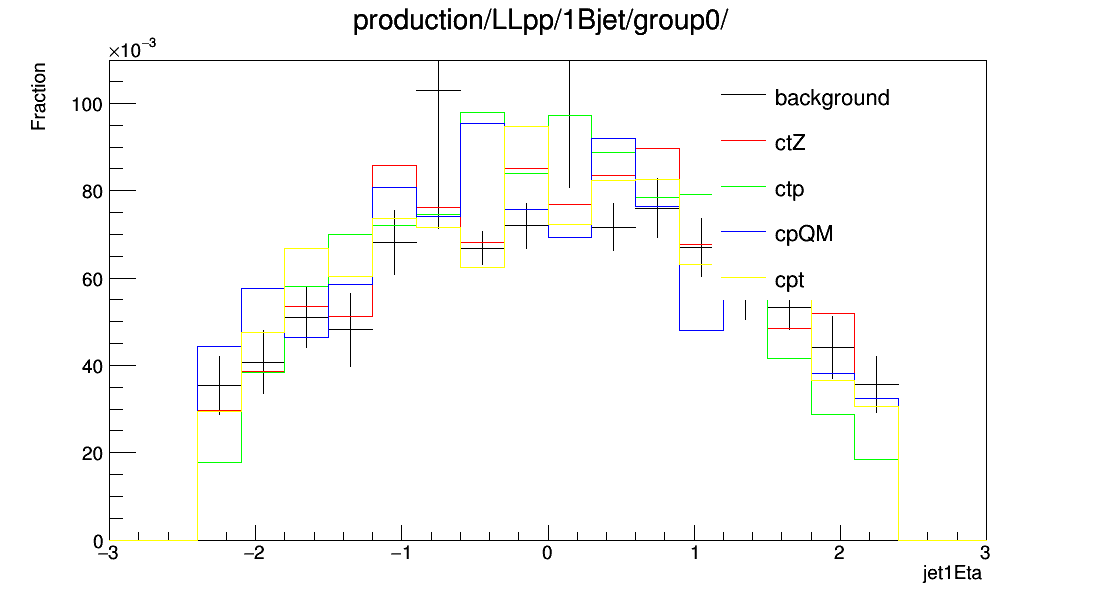 production/LLpp/1Bjet/group0/
×10⁻³
Fraction
100
80
60
40
20
0
background
ctZ
ctp
cpQM
cpt
−3 −2 −1 0 1 2 3
jet1Eta